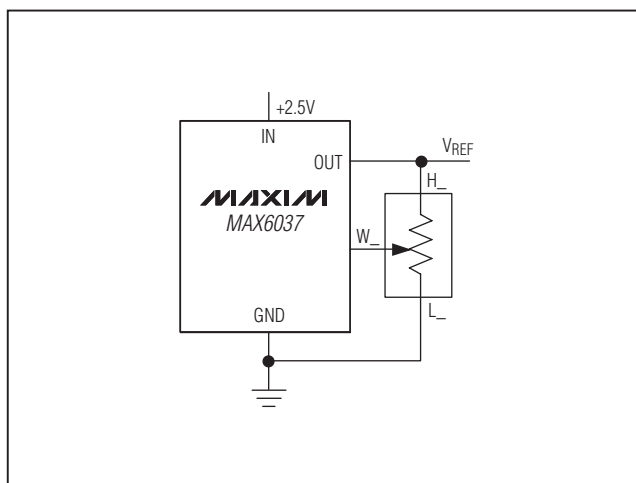 +2.5V
IN
OUT
VREF
H_
MAXIM
MAX6037
W_
GND
L_